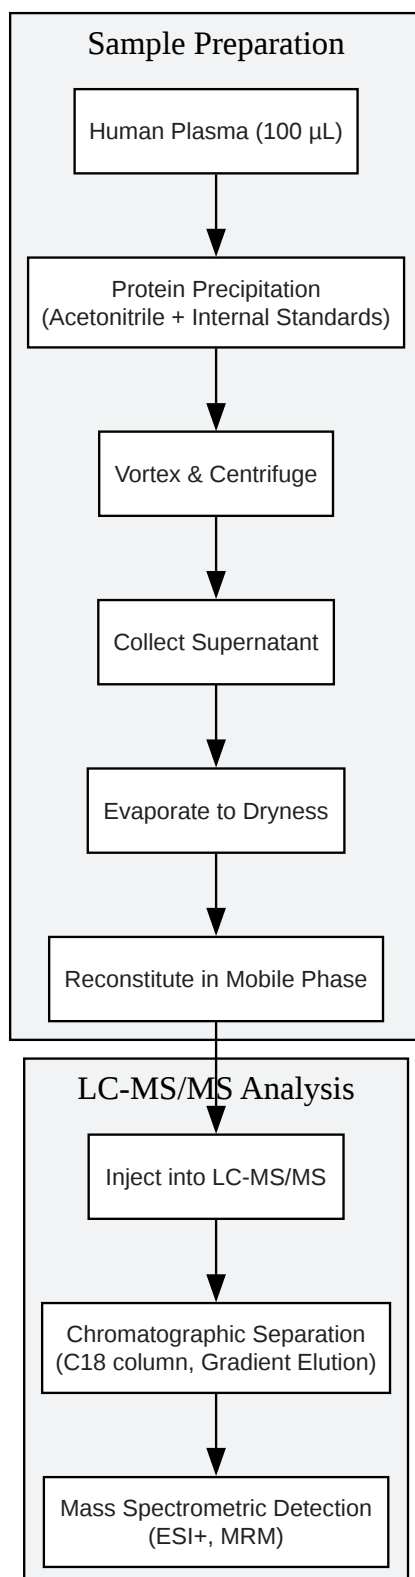 Sample Preparation
Human Plasma (100 µL)
Protein Precipitation
(Acetonitrile + Internal Standards)
Vortex & Centrifuge
Collect Supernatant
Evaporate to Dryness
Reconstitute in Mobile Phase
LC-MS/MS Analysis
Inject into LC-MS/MS
Chromatographic Separation
(C18 column, Gradient Elution)
Mass Spectrometric Detection
(ESI+, MRM)